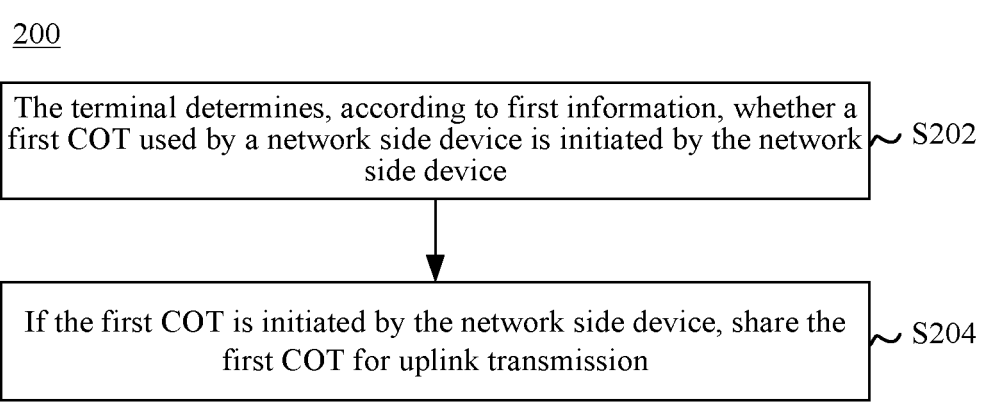 200
The terminal determines, according to first information, whether a
first COT used by a network side device is initiated by the network
side device
S202
If the first COT is initiated by the network side device, share the
first COT for uplink transmission
S204